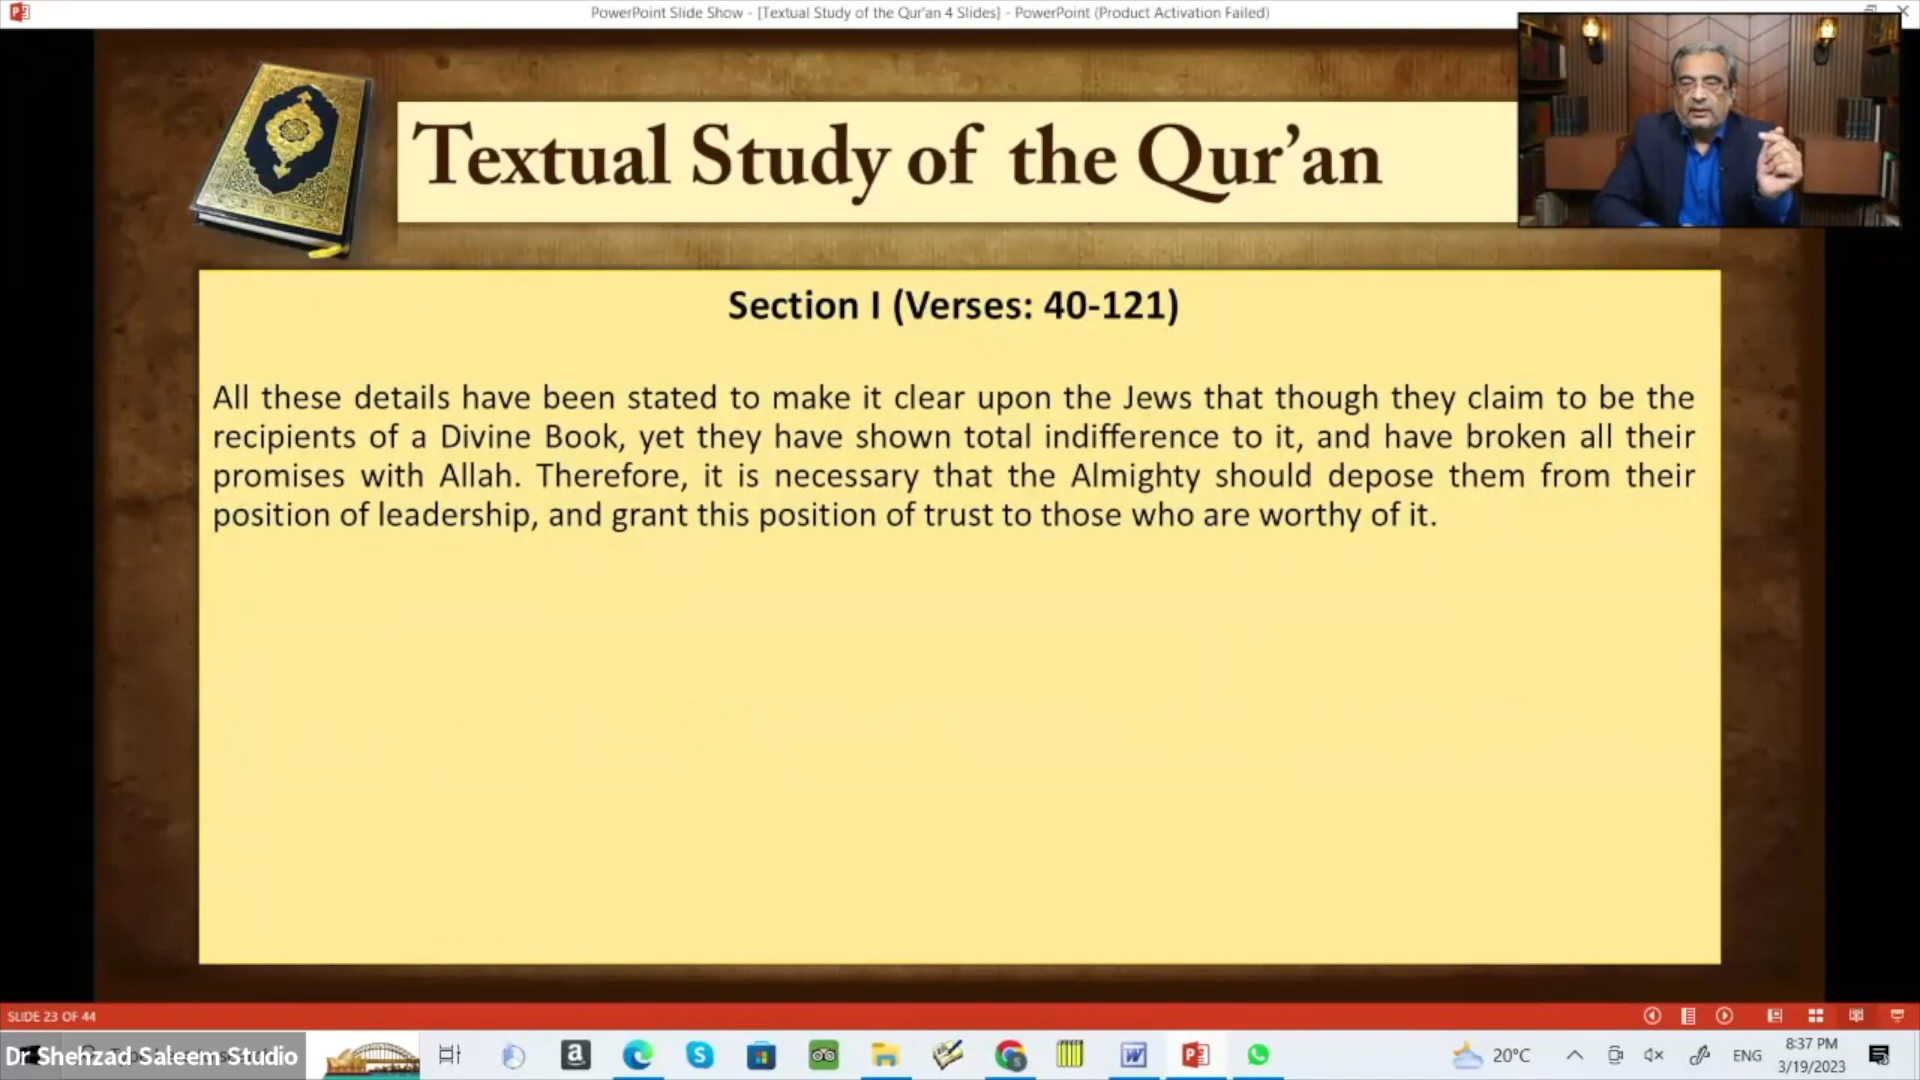 PowerPoint Slide Show - [Textual Study of the Qur'an 4 Slides] - PowerPoint (Product Activation Failed)
Textual Study of the Qur’an
Section I (Verses: 40-121)
All these details have been stated to make it clear upon the Jews that though they claim to be the
recipients of a Divine Book, yet they have shown total indifference to it, and have broken all their
promises with Allah. Therefore, it is necessary that the Almighty should depose them from their
position of leadership, and grant this position of trust to those who are worthy of it.
SLIDE 23 OF 44
Dr Shehzad Saleem Studio
20°C
ENG
8:37 PM
3/19/2023